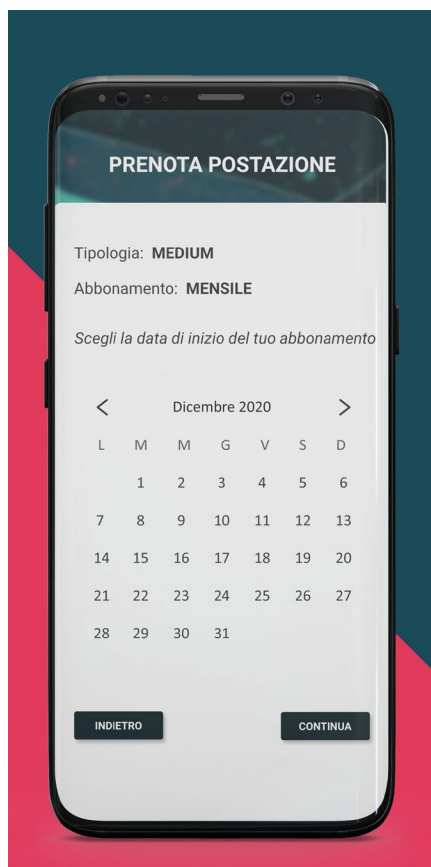 PRENOTA POSTAZIONE
Tipologia: MEDIUM
Abbonamento: MENSILE
Scegli la data di inizio del tuo abbonamento
< Dicembre 2020 >
L M M G V S D
1 2 3 4 5 6
7 8 9 10 11 12 13
14 15 16 17 18 19 20
21 22 23 24 25 26 27
28 29 30 31
INDIETRO CONTINUA